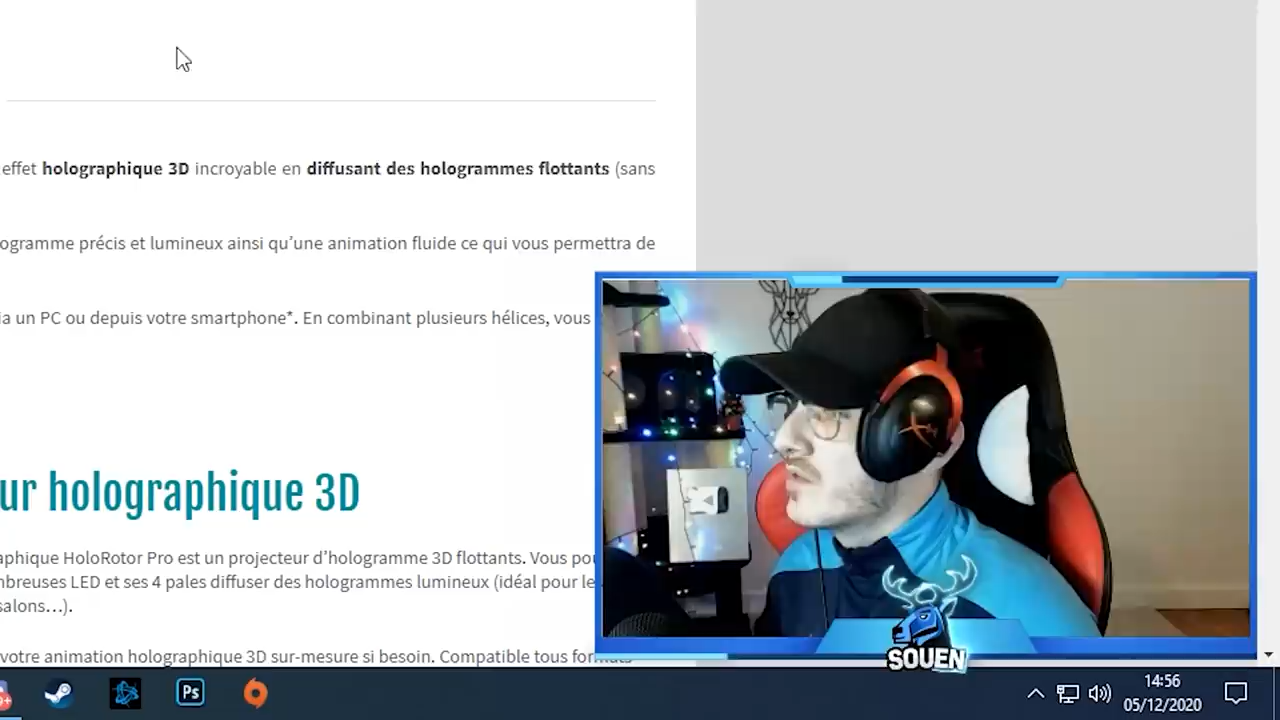 effet holographique 3D incroyable en diffusant des hologrammes flottants (sans
ogramme précis et lumineux ainsi qu'une animation fluide ce qui vous permettra de
ia un PC ou depuis votre smartphone*. En combinant plusieurs hélices, vous
ur holographique 3D
aphique HoloRotor Pro est un projecteur d'hologramme 3D flottants. Vous pou
mbreuses LED et ses 4 pales diffuser des hologrammes lumineux (idéal pour le
salons…).
votre animation holographique 3D sur-mesure si besoin. Compatible tous formats
SOUEN
Ps
14:56
05/12/2020